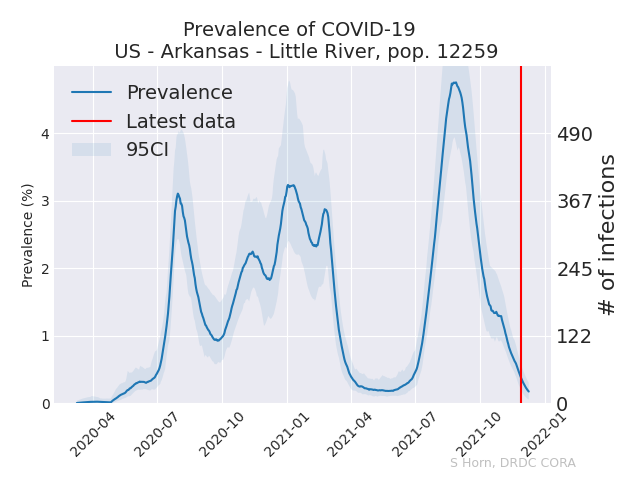 Prevalence of COVID-19
US - Arkansas - Little River, pop. 12259
Prevalence
Latest data
95CI
Prevalence (%)
4
3
2
1
0
490
367
245
122
0
# of infections
2020-04
2020-07
2020-10
2021-01
2021-04
2021-07
2021-10
2022-01
S Horn, DRDC CORA